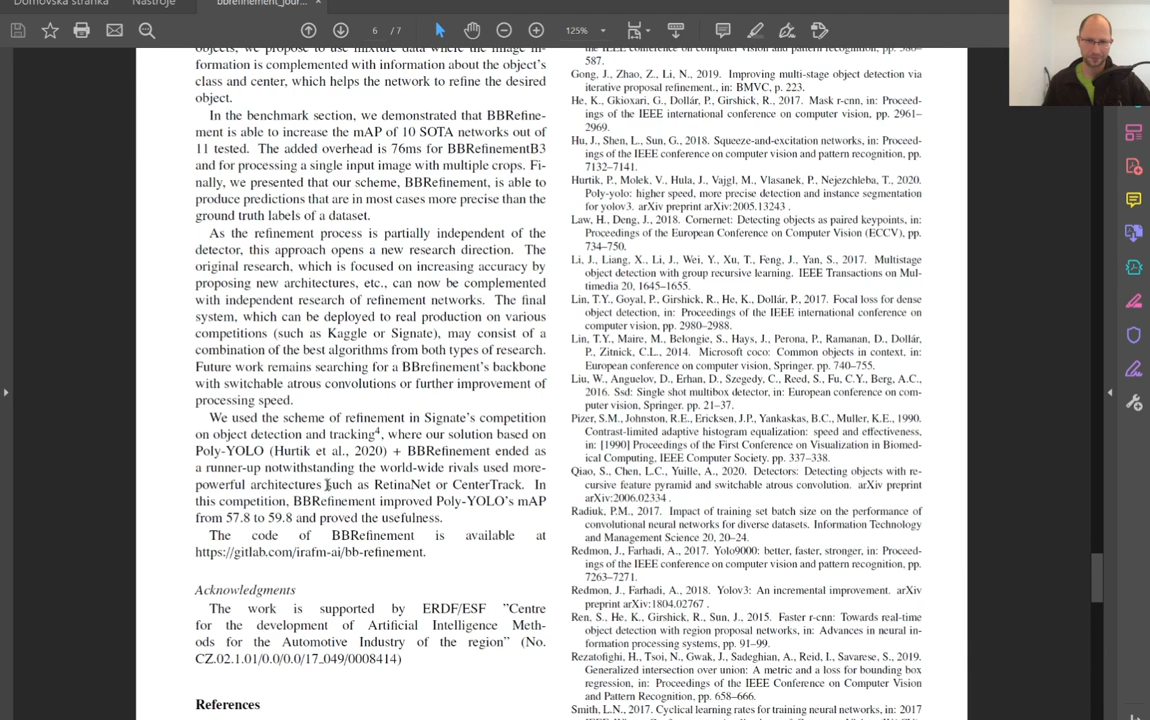 Domovská stránka
Nástroje
bbrefinement_jour...
6 / 7
125%
objects, we propose to use mixture data where the image in-
formation is complemented with information about the object's
class and center, which helps the network to refine the desired
object.
In the benchmark section, we demonstrated that BBRefine-
ment is able to increase the mAP of 10 SOTA networks out of
11 tested. The added overhead is 76ms for BBRefinementB3
and for processing a single input image with multiple crops. Fi-
nally, we presented that our scheme, BBRefinement, is able to
produce predictions that are in most cases more precise than the
ground truth labels of a dataset.
As the refinement process is partially independent of the
detector, this approach opens a new research direction. The
original research, which is focused on increasing accuracy by
proposing new architectures, etc., can now be complemented
with independent research of refinement networks. The final
system, which can be deployed to real production on various
competitions (such as Kaggle or Signate), may consist of a
combination of the best algorithms from both types of research.
Future work remains searching for a BBRefinement's backbone
with switchable atrous convolutions or further improvement of
processing speed.
We used the scheme of refinement in Signate's competition
on object detection and tracking⁴, where our solution based on
Poly-YOLO (Hurtik et al., 2020) + BBRefinement ended as
a runner-up notwithstanding the world-wide rivals used more-
powerful architectures such as RetinaNet or CenterTrack. In
this competition, BBRefinement improved Poly-YOLO's mAP
from 57.8 to 59.8 and proved the usefulness.
The code of BBRefinement is available at
https://gitlab.com/irafm-ai/bb-refinement.
Acknowledgments
The work is supported by ERDF/ESF "Centre
for the development of Artificial Intelligence Meth-
ods for the Automotive Industry of the region" (No.
CZ.02.1.01/0.0/0.0/17_049/0008414)
References
the IEEE conference on computer vision and pattern recognition, pp. 580–
587.
Gong, J., Zhao, Z., Li, N., 2019. Improving multi-stage object detection via
iterative proposal refinement., in: BMVC, p. 223.
He, K., Gkioxari, G., Dollár, P., Girshick, R., 2017. Mask r-cnn, in: Proceed-
ings of the IEEE international conference on computer vision, pp. 2961–
2969.
Hu, J., Shen, L., Sun, G., 2018. Squeeze-and-excitation networks, in: Proceed-
ings of the IEEE conference on computer vision and pattern recognition, pp.
7132–7141.
Hurtik, P., Molek, V., Hula, J., Vajgl, M., Vlasanek, P., Nejezchleba, T., 2020.
Poly-yolo: higher speed, more precise detection and instance segmentation
for yolov3. arXiv preprint arXiv:2005.13243 .
Law, H., Deng, J., 2018. Cornernet: Detecting objects as paired keypoints, in:
Proceedings of the European Conference on Computer Vision (ECCV), pp.
734–750.
Li, J., Liang, X., Li, J., Wei, Y., Xu, T., Feng, J., Yan, S., 2017. Multistage
object detection with group recursive learning. IEEE Transactions on Mul-
timedia 20, 1645–1655.
Lin, T.Y., Goyal, P., Girshick, R., He, K., Dollár, P., 2017. Focal loss for dense
object detection, in: Proceedings of the IEEE international conference on
computer vision, pp. 2980–2988.
Lin, T.Y., Maire, M., Belongie, S., Hays, J., Perona, P., Ramanan, D., Dollár,
P., Zitnick, C.L., 2014. Microsoft coco: Common objects in context, in:
European conference on computer vision, Springer. pp. 740–755.
Liu, W., Anguelov, D., Erhan, D., Szegedy, C., Reed, S., Fu, C.Y., Berg, A.C.,
2016. Ssd: Single shot multibox detector, in: European conference on com-
puter vision, Springer. pp. 21–37.
Pizer, S.M., Johnston, R.E., Ericksen, J.P., Yankaskas, B.C., Muller, K.E., 1990.
Contrast-limited adaptive histogram equalization: speed and effectiveness,
in: [1990] Proceedings of the First Conference on Visualization in Biomed-
ical Computing, IEEE Computer Society. pp. 337–338.
Qiao, S., Chen, L.C., Yuille, A., 2020. Detectors: Detecting objects with re-
cursive feature pyramid and switchable atrous convolution. arXiv preprint
arXiv:2006.02334 .
Radiuk, P.M., 2017. Impact of training set batch size on the performance of
convolutional neural networks for diverse datasets. Information Technology
and Management Science 20, 20–24.
Redmon, J., Farhadi, A., 2017. Yolo9000: better, faster, stronger, in: Proceed-
ings of the IEEE conference on computer vision and pattern recognition, pp.
7263–7271.
Redmon, J., Farhadi, A., 2018. Yolov3: An incremental improvement. arXiv
preprint arXiv:1804.02767 .
Ren, S., He, K., Girshick, R., Sun, J., 2015. Faster r-cnn: Towards real-time
object detection with region proposal networks, in: Advances in neural in-
formation processing systems, pp. 91–99.
Rezatofighi, H., Tsoi, N., Gwak, J., Sadeghian, A., Reid, I., Savarese, S., 2019.
Generalized intersection over union: A metric and a loss for bounding box
regression, in: Proceedings of the IEEE Conference on Computer Vision
and Pattern Recognition, pp. 658–666.
Smith, L.N., 2017. Cyclical learning rates for training neural networks, in: 2017